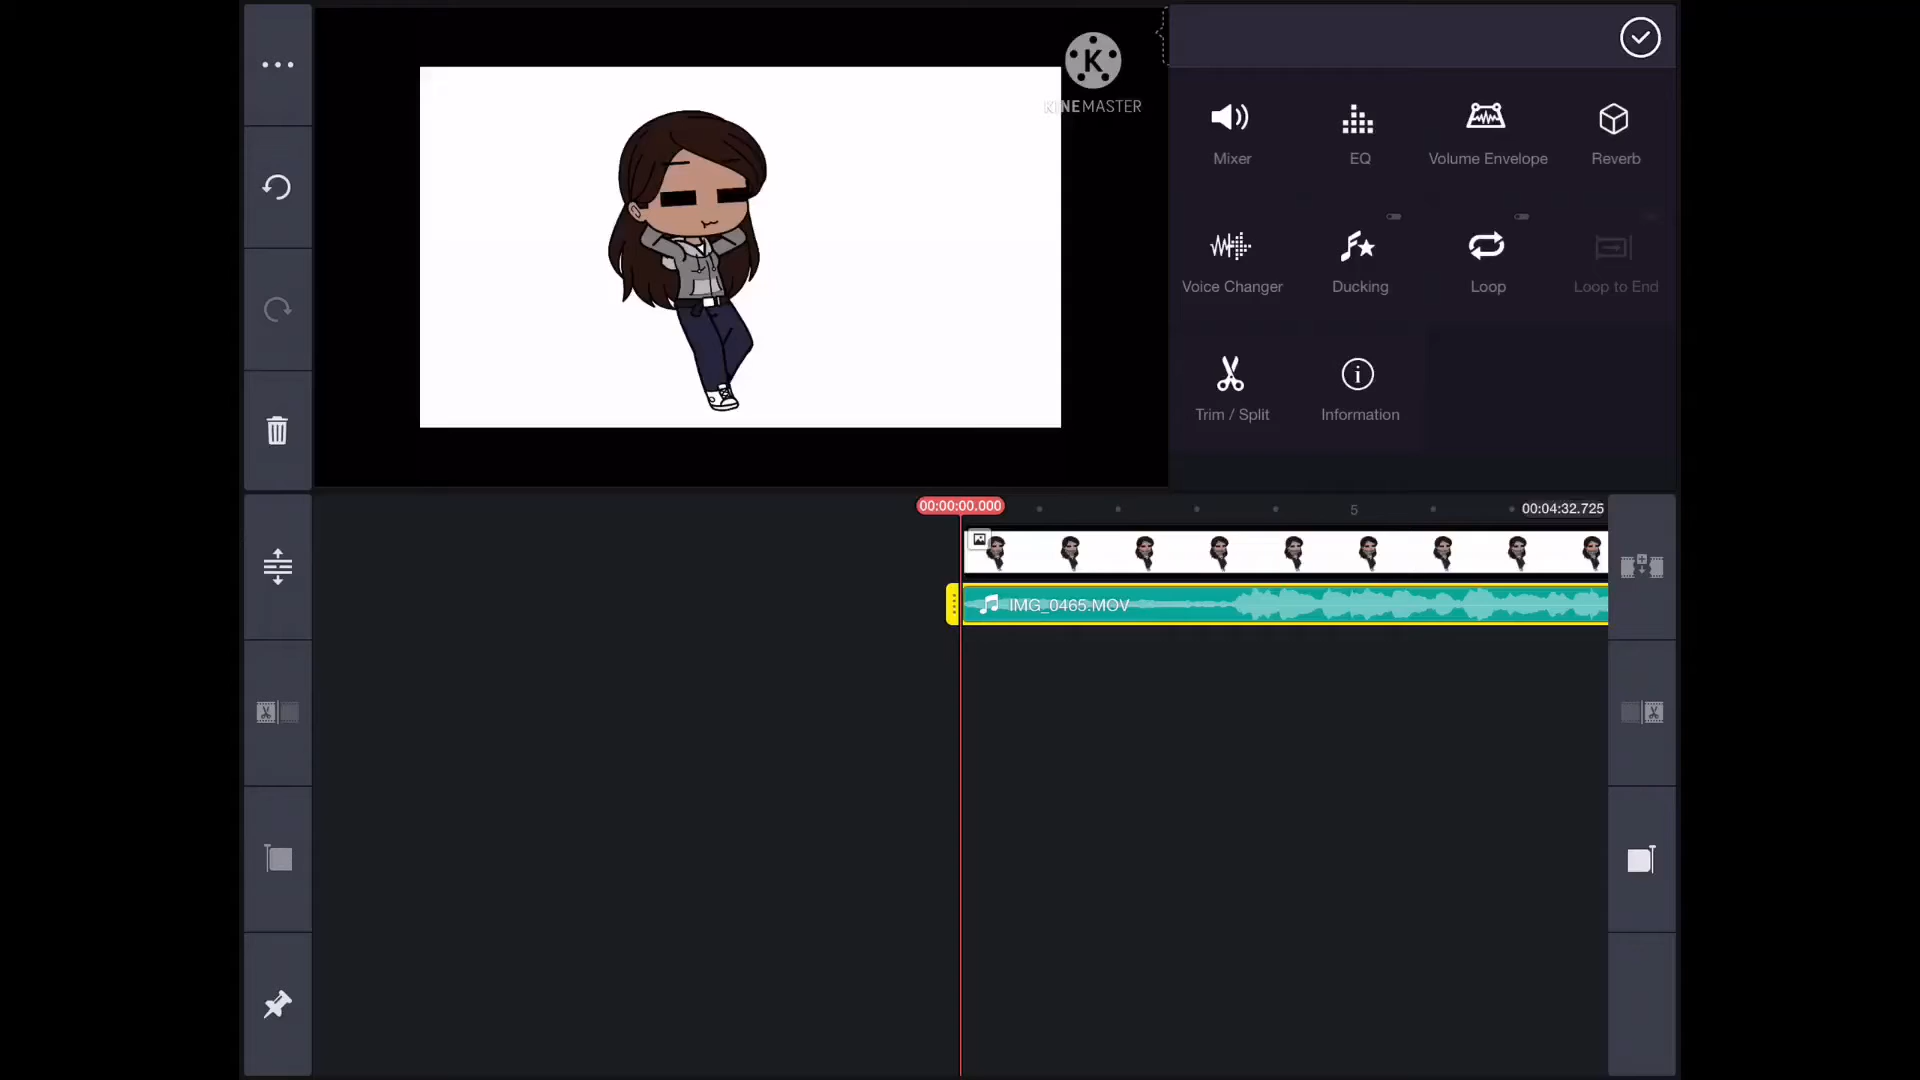 K
KINEMASTER
Mixer
EQ
Volume Envelope
Reverb
Voice Changer
Ducking
Loop
Loop to End
Trim / Split
Information
00:00:00.000
5
00:04:32.725
IMG_0465.MOV